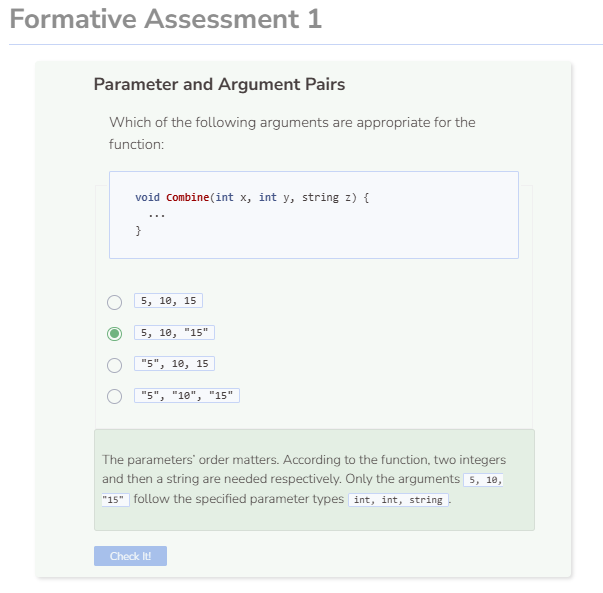 Formative Assessment 1
Parameter and Argument Pairs
Which of the following arguments are appropriate for the
function:
void Combine(int x, int y, string z) {
...
}
5, 10, 15
5, 10, "15"
"5", 10, 15
"5", "10", "15"
The parameters' order matters. According to the function, two integers
and then a string are needed respectively. Only the arguments 5, 10,
"15" follow the specified parameter types int, int, string.
Check It!